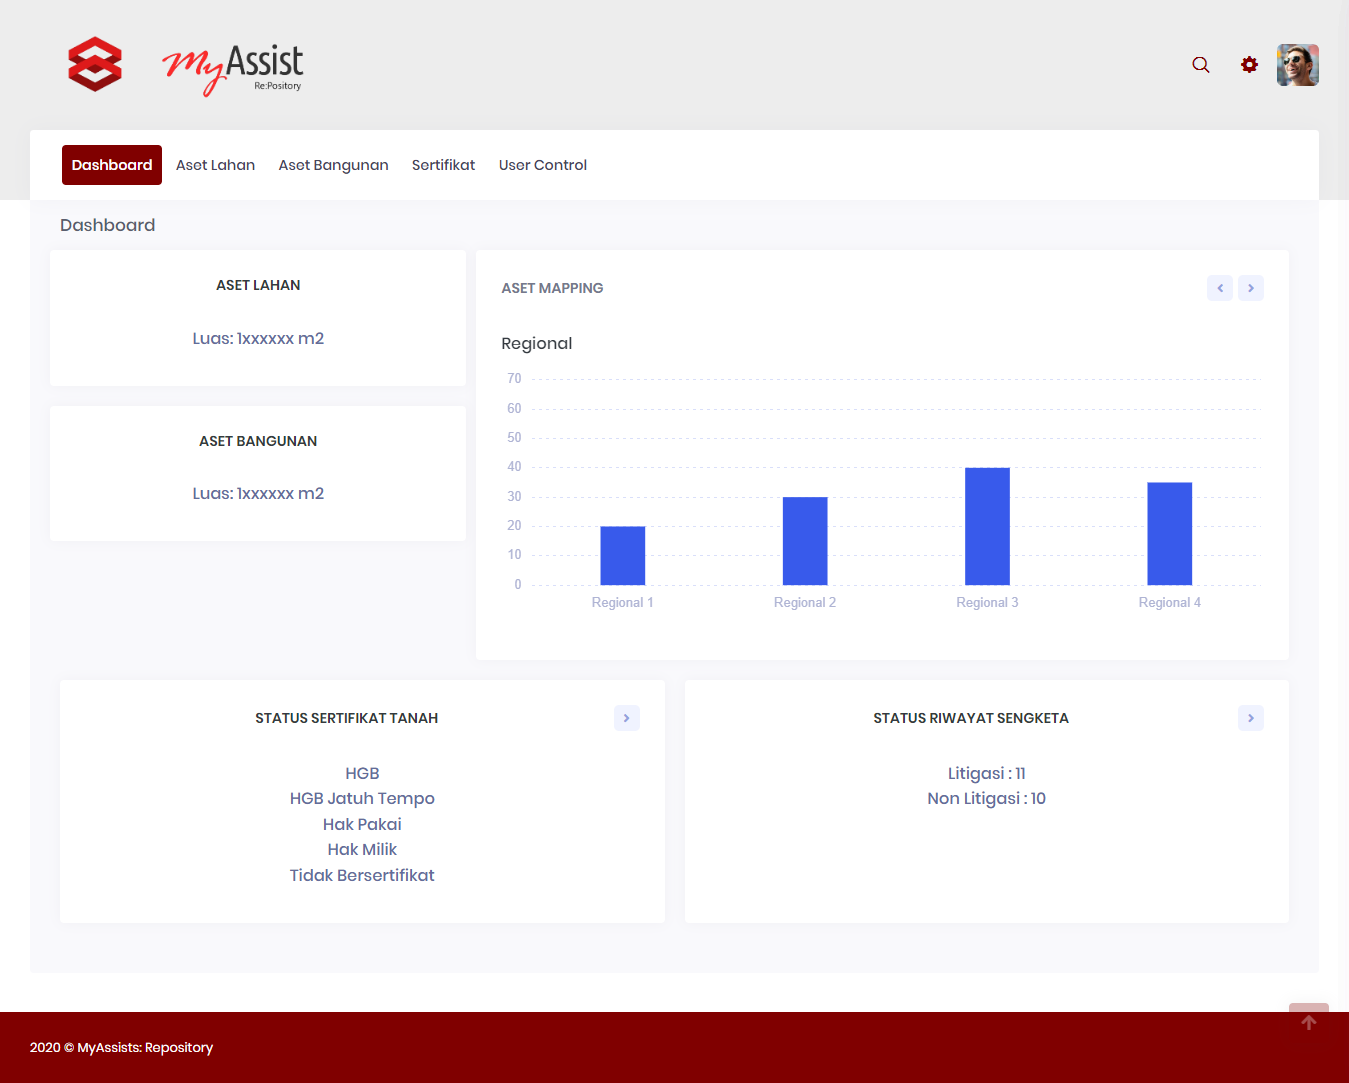 MyAssist
Re:Pository
Dashboard
Aset Lahan
Aset Bangunan
Sertifikat
User Control
Dashboard
ASET LAHAN
Luas: 1xxxxxx m2
ASET BANGUNAN
Luas: 1xxxxxx m2
ASET MAPPING
Regional
70
60
50
40
30
20
10
0
Regional 1
Regional 2
Regional 3
Regional 4
STATUS SERTIFIKAT TANAH
HGB
HGB Jatuh Tempo
Hak Pakai
Hak Milik
Tidak Bersertifikat
STATUS RIWAYAT SENGKETA
Litigasi : 11
Non Litigasi : 10
2020 © MyAssists: Repository